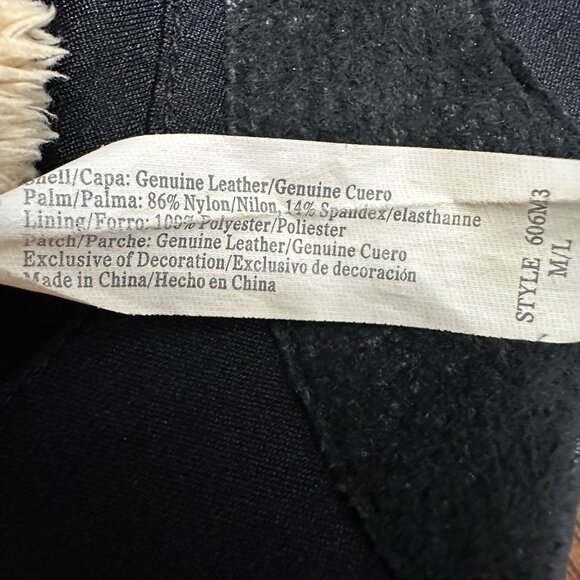 Shell/Capa: Genuine Leather/Genuine Cuero
Palm/Palma: 86% Nylon/Nilon, 14% Spandex/elasthanne
Lining/Forro: 100% Polyester/Poliester
Patch/Parche: Genuine Leather/Genuine Cuero
Exclusive of Decoration/Exclusivo de decoración
Made in China/Hecho en China
STYLE 606M3
M/L